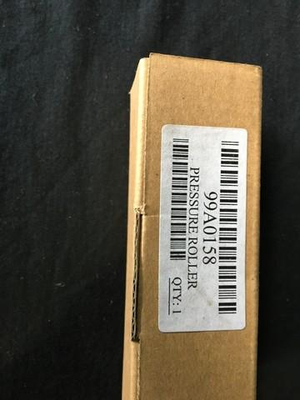 99A0158
PRESSURE ROLLER
QTY: 1